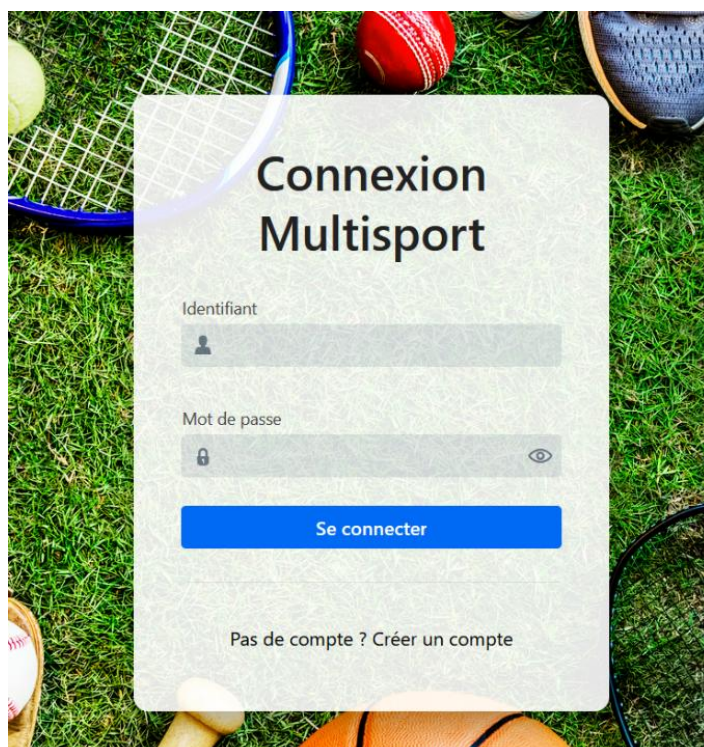 Connexion
Multisport
Identifiant
Mot de passe
Se connecter
Pas de compte ? Créer un compte